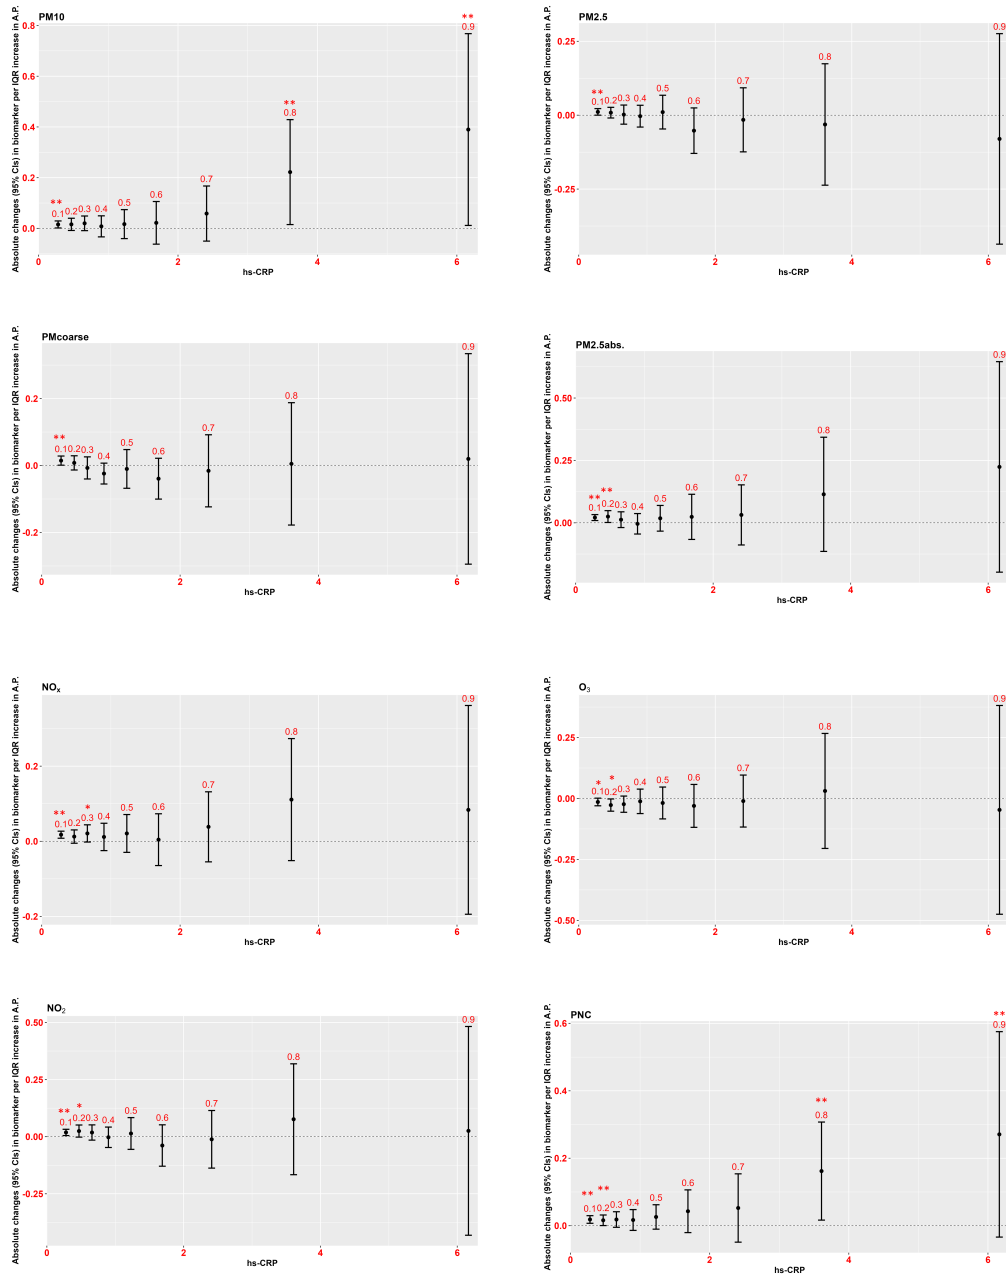 PM10
Absolute changes (95% CIs) in biomarker per IQR increase in A.P.
0.8
0.6
0.4
0.2
0.0
** ** **
0.1 0.2 0.3 0.4 0.5 0.6 0.7 0.8 0.9
0 2 4 6
hs-CRP
PM2.5
Absolute changes (95% CIs) in biomarker per IQR increase in A.P.
0.25
0.00
-0.25
**
0.1 0.2 0.3 0.4 0.5 0.6 0.7 0.8 0.9
0 2 4 6
hs-CRP
PMcoarse
Absolute changes (95% CIs) in biomarker per IQR increase in A.P.
0.2
0.0
-0.2
**
0.1 0.2 0.3 0.4 0.5 0.6 0.7 0.8 0.9
0 2 4 6
hs-CRP
PM2.5abs.
Absolute changes (95% CIs) in biomarker per IQR increase in A.P.
0.50
0.25
0.00
** **
0.1 0.2 0.3 0.4 0.5 0.6 0.7 0.8 0.9
0 2 4 6
hs-CRP
NOₓ
Absolute changes (95% CIs) in biomarker per IQR increase in A.P.
0.2
0.0
-0.2
** *
0.1 0.2 0.3 0.4 0.5 0.6 0.7 0.8 0.9
0 2 4 6
hs-CRP
O₃
Absolute changes (95% CIs) in biomarker per IQR increase in A.P.
0.25
0.00
-0.25
-0.50
* *
0.1 0.2 0.3 0.4 0.5 0.6 0.7 0.8 0.9
0 2 4 6
hs-CRP
NO₂
Absolute changes (95% CIs) in biomarker per IQR increase in A.P.
0.50
0.25
0.00
-0.25
** *
0.1 0.2 0.3 0.4 0.5 0.6 0.7 0.8 0.9
0 2 4 6
hs-CRP
PNC
Absolute changes (95% CIs) in biomarker per IQR increase in A.P.
0.6
0.4
0.2
0.0
** ** ** **
0.1 0.2 0.3 0.4 0.5 0.6 0.7 0.8 0.9
0 2 4 6
hs-CRP